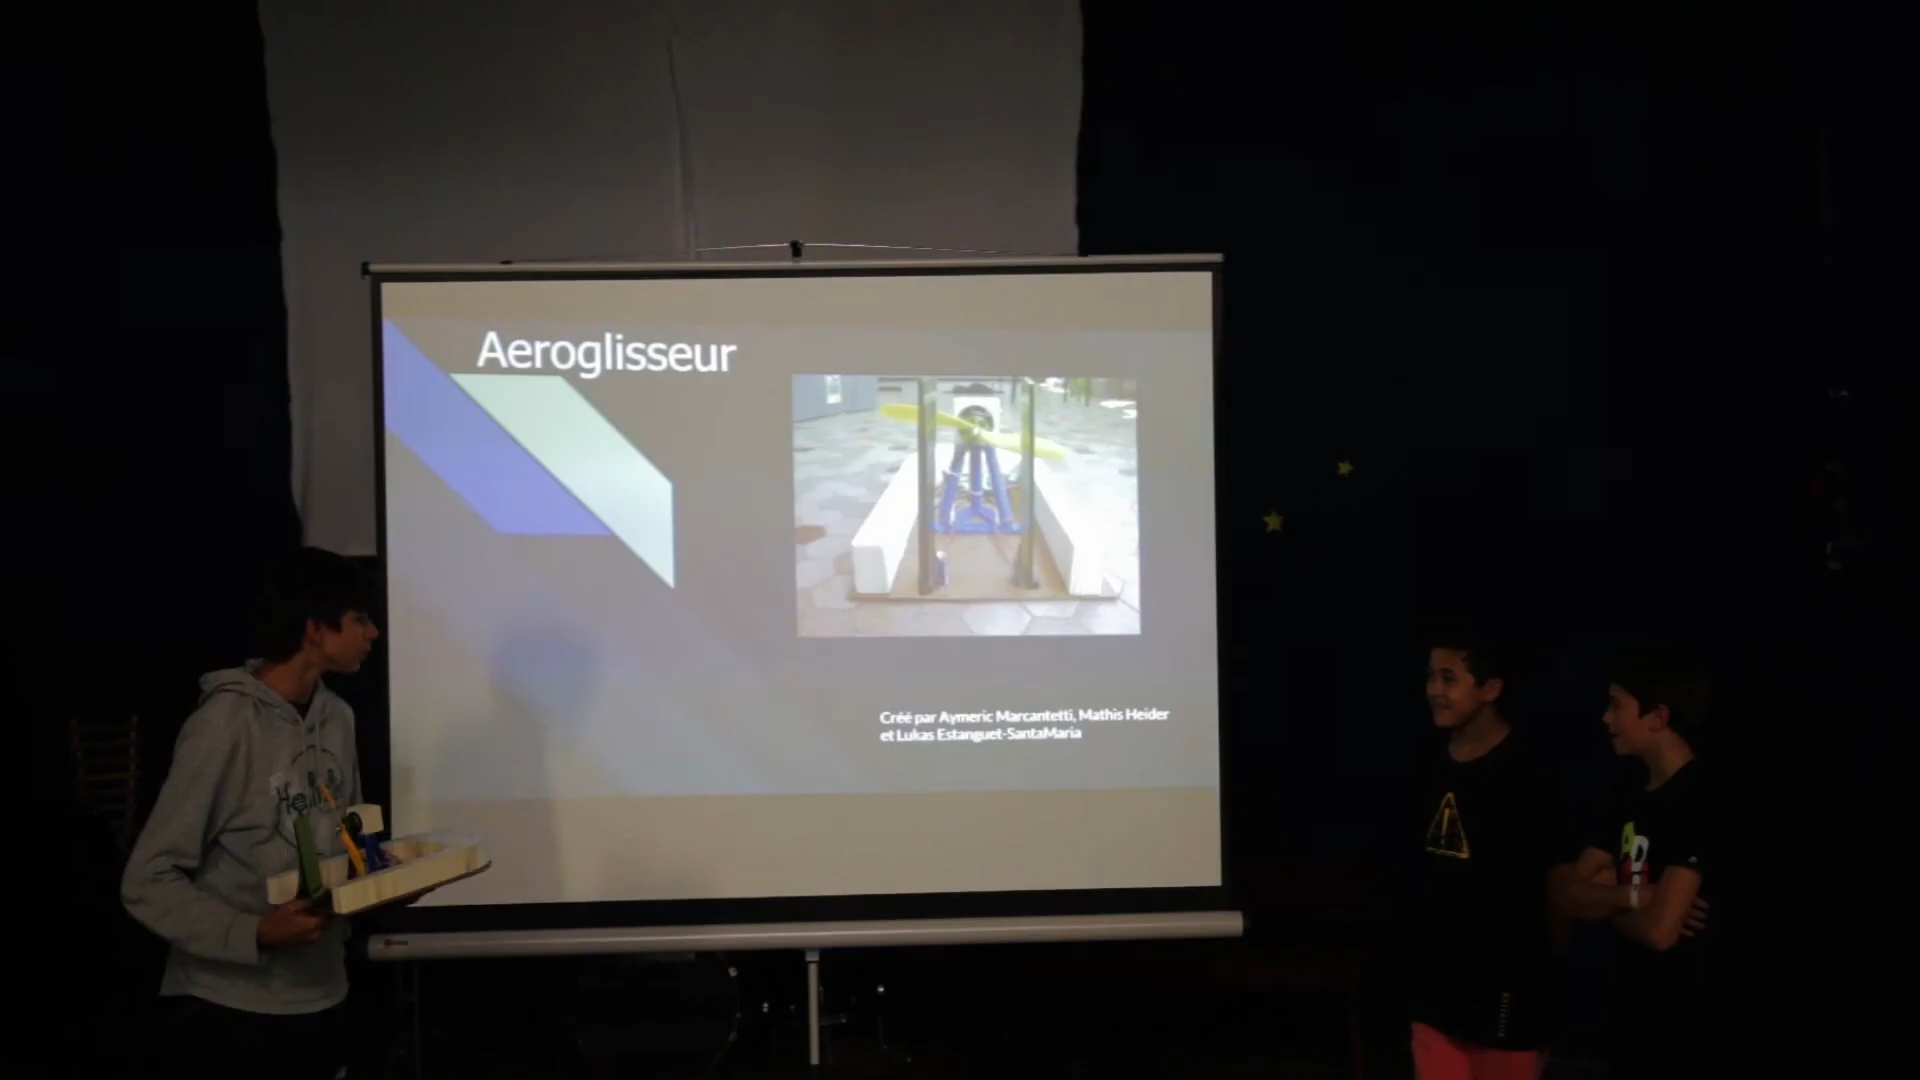 Aeroglisseur
Créé par Aymeric Marcantetti, Mathis Heider
et Lukas Estanguet-SantaMaria